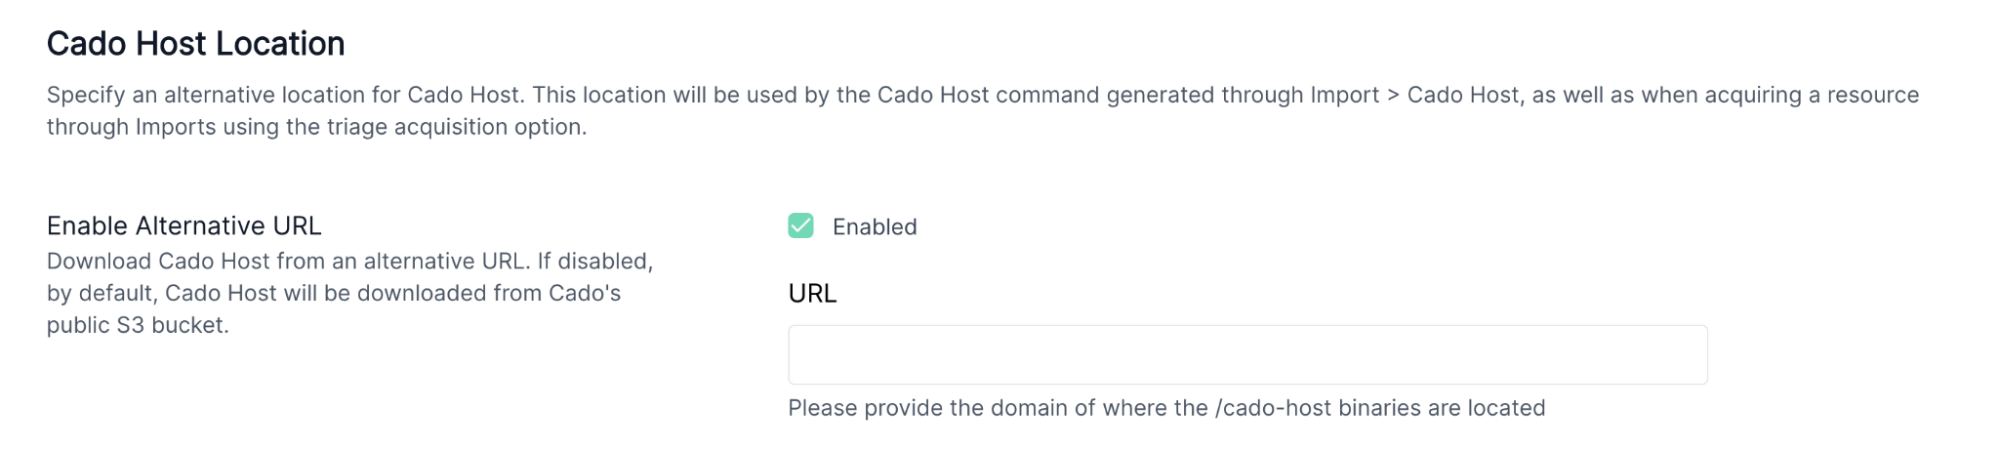 Cado Host Location
Specify an alternative location for Cado Host. This location will be used by the Cado Host command generated through Import > Cado Host, as well as when acquiring a resource
through Imports using the triage acquisition option.
Enable Alternative URL
Download Cado Host from an alternative URL. If disabled,
by default, Cado Host will be downloaded from Cado's
public S3 bucket.
Enabled
URL
Please provide the domain of where the /cado-host binaries are located